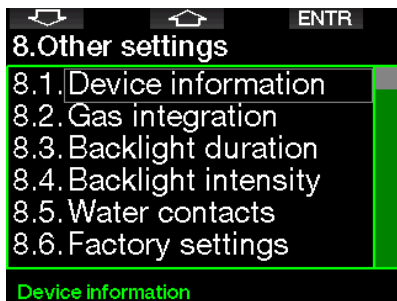 ENTR
8.Other settings
8.1.Device information
8.2.Gas integration
8.3.Backlight duration
8.4.Backlight intensity
8.5.Water contacts
8.6.Factory settings
Device information